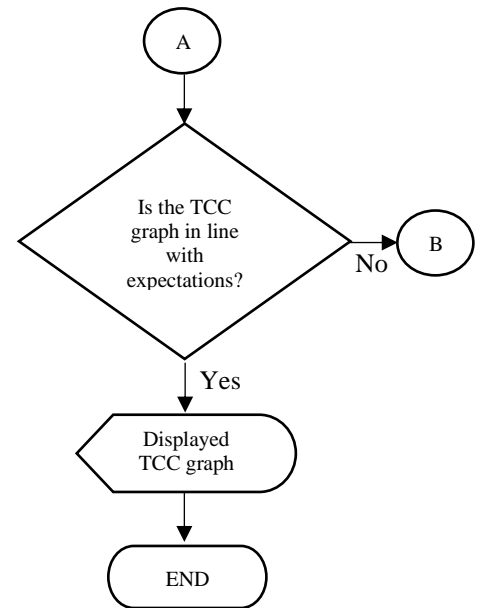 A
Is the TCC
graph in line
with
expectations?
No
B
Yes
Displayed
TCC graph
END